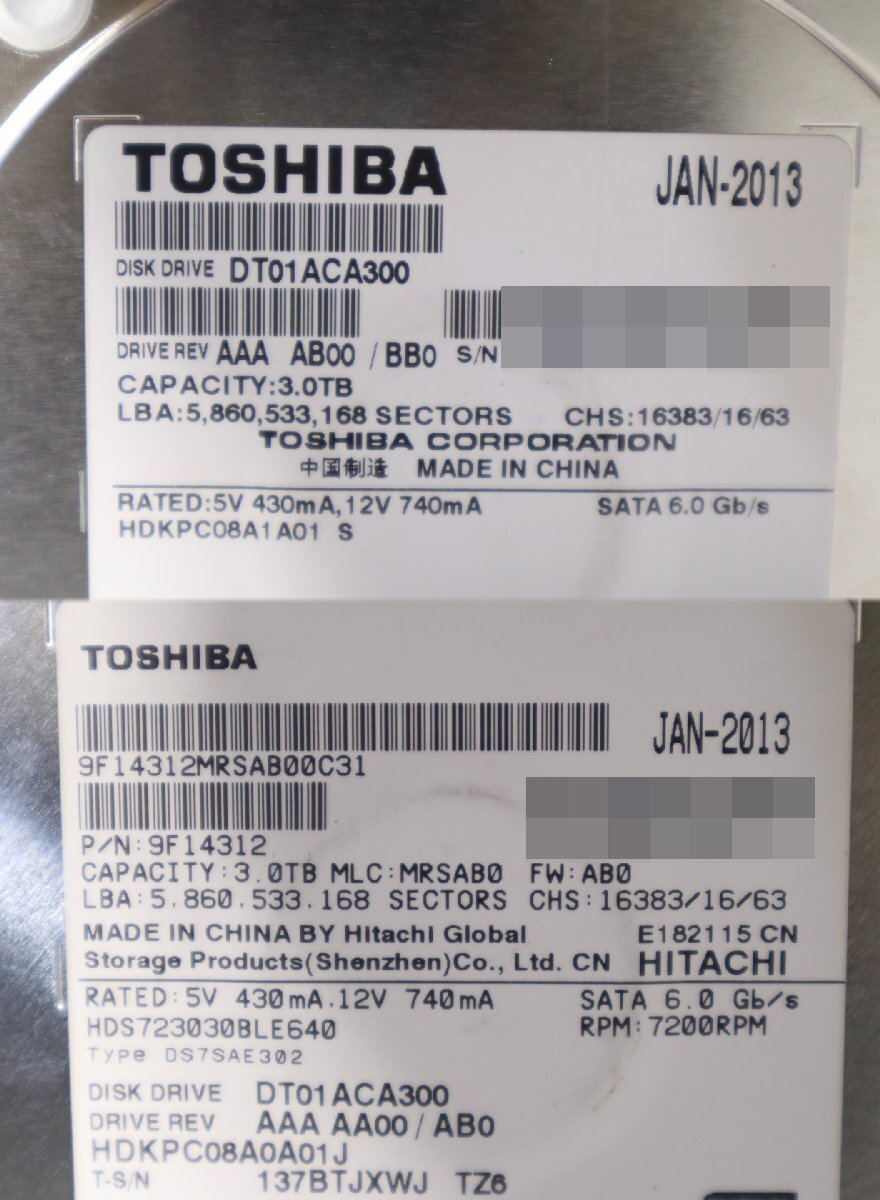 TOSHIBA
JAN-2013
DISK DRIVE DT01ACA300
DRIVE REV AAA AB00 / BB0 S/N
CAPACITY:3.0TB
LBA:5,860,533,168 SECTORS CHS:16383/16/63
TOSHIBA CORPORATION
中国制造 MADE IN CHINA
RATED:5V 430mA,12V 740mA SATA 6.0 Gb/s
HDKPC08A1A01 S
TOSHIBA
JAN-2013
9F14312MRSAB00C31
P/N:9F14312
CAPACITY:3.0TB MLC:MRSAB0 FW:AB0
LBA:5.860.533.168 SECTORS CHS:16383/16/63
MADE IN CHINA BY Hitachi Global E182115 CN
Storage Products(Shenzhen)Co., Ltd. CN HITACHI
RATED:5V 430mA.12V 740mA SATA 6.0 Gb/s
HDS723030BLE640 RPM:7200RPM
Type DS7SAE302
DISK DRIVE DT01ACA300
DRIVE REV AAA AA00 / AB0
HDKPC08A0A01J
T-S/N 137BTJXWJ TZ6